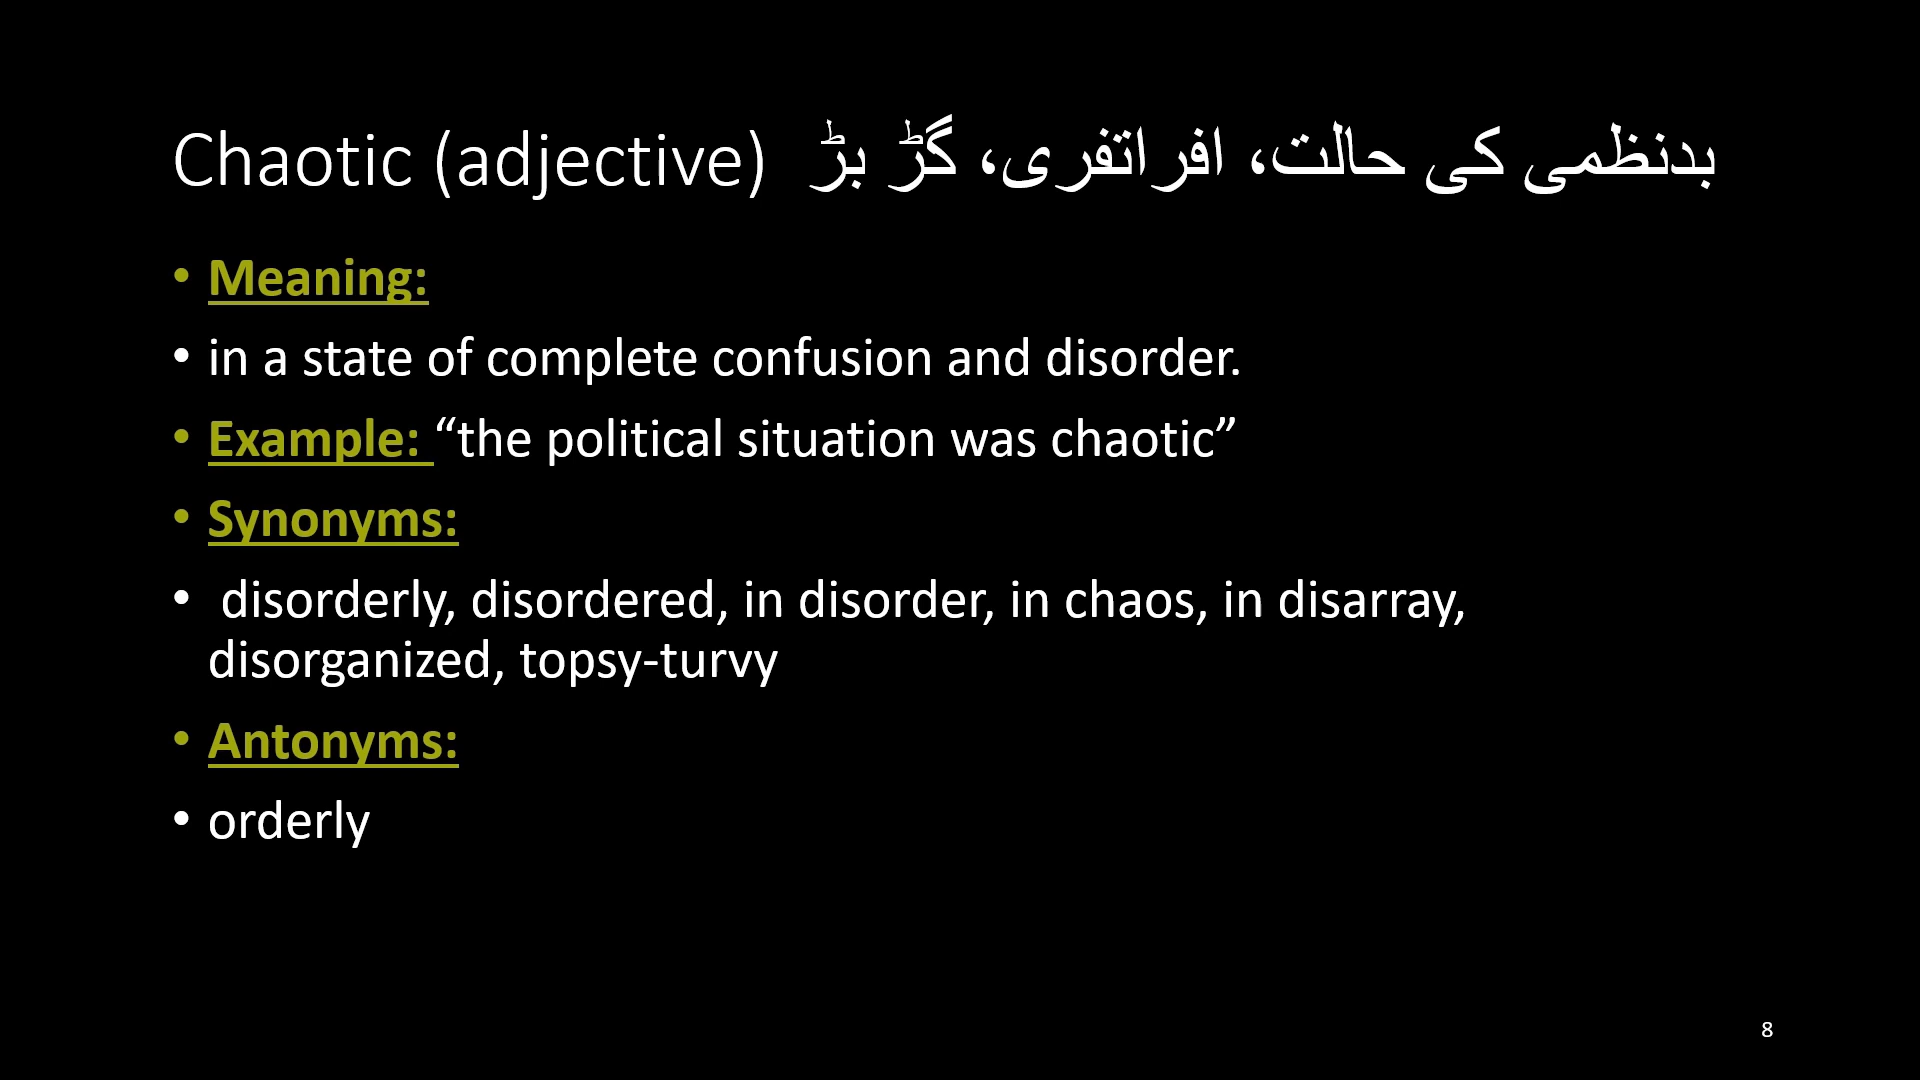 Chaotic (adjective) بدنظمی کی حالت، افراتفری، گڑ بڑ
• Meaning:
• in a state of complete confusion and disorder.
• Example: “the political situation was chaotic”
• Synonyms:
• disorderly, disordered, in disorder, in chaos, in disarray,
disorganized, topsy-turvy
• Antonyms:
• orderly
8